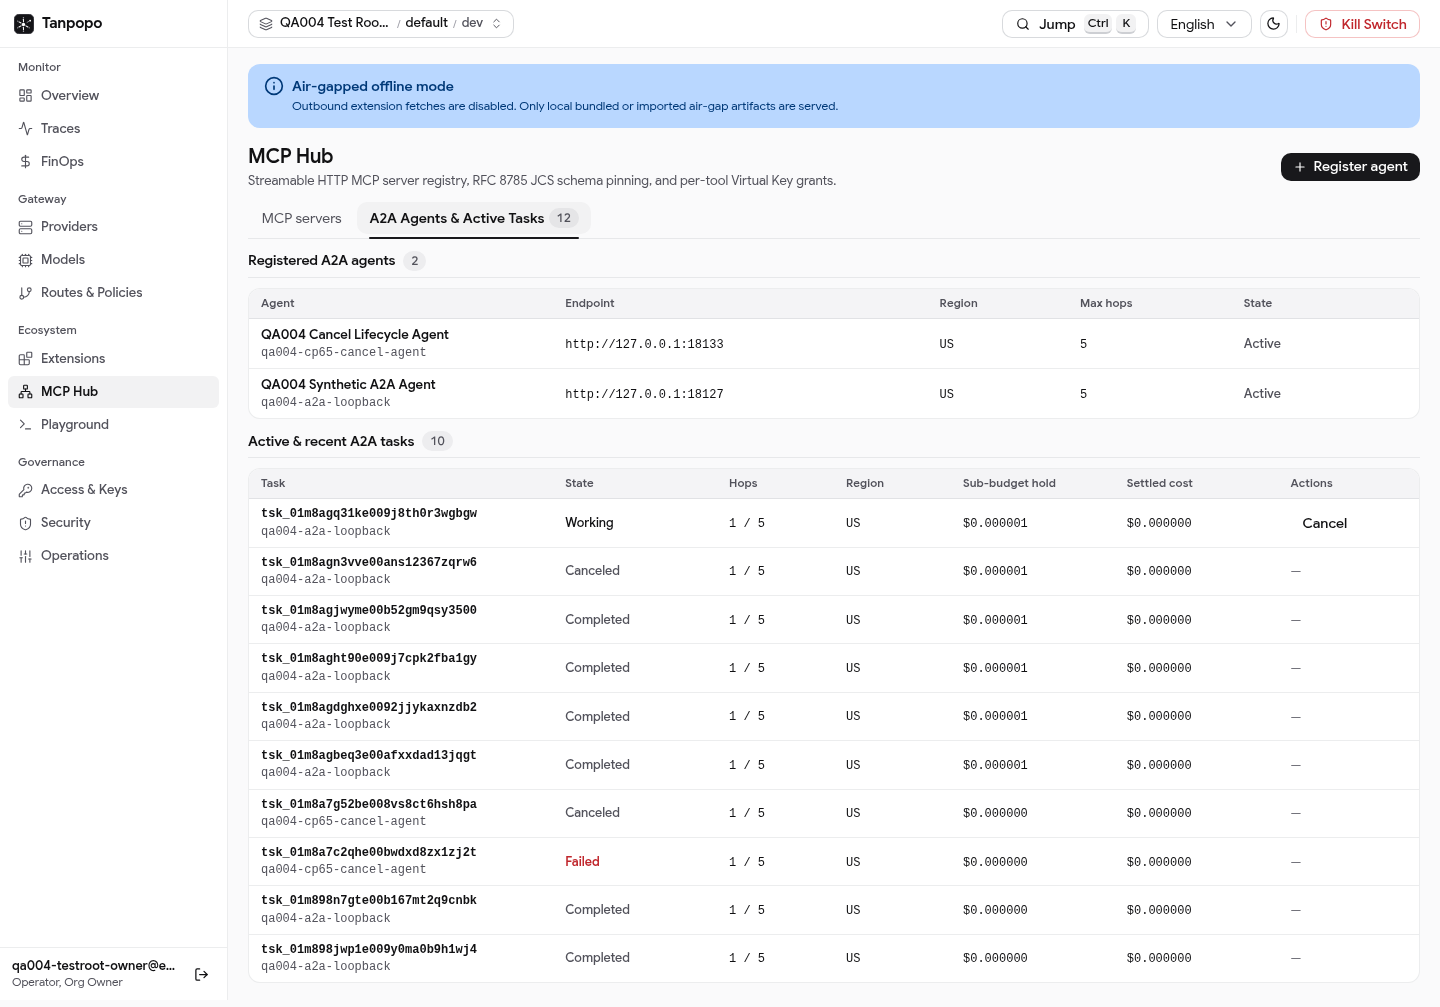 Tanpopo
QA004 Test Roo... / default / dev
Jump Ctrl K
English
Kill Switch
Monitor
Overview
Traces
FinOps
Gateway
Providers
Models
Routes & Policies
Ecosystem
Extensions
MCP Hub
Playground
Governance
Access & Keys
Security
Operations
qa004-testroot-owner@e...
Operator, Org Owner
Air-gapped offline mode
Outbound extension fetches are disabled. Only local bundled or imported air-gap artifacts are served.
MCP Hub
Streamable HTTP MCP server registry, RFC 8785 JCS schema pinning, and per-tool Virtual Key grants.
Register agent
MCP servers
A2A Agents & Active Tasks 12
Registered A2A agents 2
Agent Endpoint Region Max hops State
QA004 Cancel Lifecycle Agent
qa004-cp65-cancel-agent
http://127.0.0.1:18133 US 5 Active
QA004 Synthetic A2A Agent
qa004-a2a-loopback
http://127.0.0.1:18127 US 5 Active
Active & recent A2A tasks 10
Task State Hops Region Sub-budget hold Settled cost Actions
tsk_01m8agq31ke009j8th0r3wgbgw
qa004-a2a-loopback
Working 1 / 5 US $0.000001 $0.000000 Cancel
tsk_01m8agn3vve00ans12367zqrw6
qa004-a2a-loopback
Canceled 1 / 5 US $0.000001 $0.000000 —
tsk_01m8agjwyme00b52gm9qsy3500
qa004-a2a-loopback
Completed 1 / 5 US $0.000001 $0.000000 —
tsk_01m8aght90e009j7cpk2fba1gy
qa004-a2a-loopback
Completed 1 / 5 US $0.000001 $0.000000 —
tsk_01m8agdghxe0092jjykaxnzdb2
qa004-a2a-loopback
Completed 1 / 5 US $0.000001 $0.000000 —
tsk_01m8agbeq3e00afxxdad13jqgt
qa004-a2a-loopback
Completed 1 / 5 US $0.000001 $0.000000 —
tsk_01m8a7g52be008vs8ct6hsh8pa
qa004-cp65-cancel-agent
Canceled 1 / 5 US $0.000000 $0.000000 —
tsk_01m8a7c2qhe00bwdxd8zx1zj2t
qa004-cp65-cancel-agent
Failed 1 / 5 US $0.000000 $0.000000 —
tsk_01m898n7gte00b167mt2q9cnbk
qa004-a2a-loopback
Completed 1 / 5 US $0.000000 $0.000000 —
tsk_01m898jwp1e009y0ma0b9h1wj4
qa004-a2a-loopback
Completed 1 / 5 US $0.000000 $0.000000 —